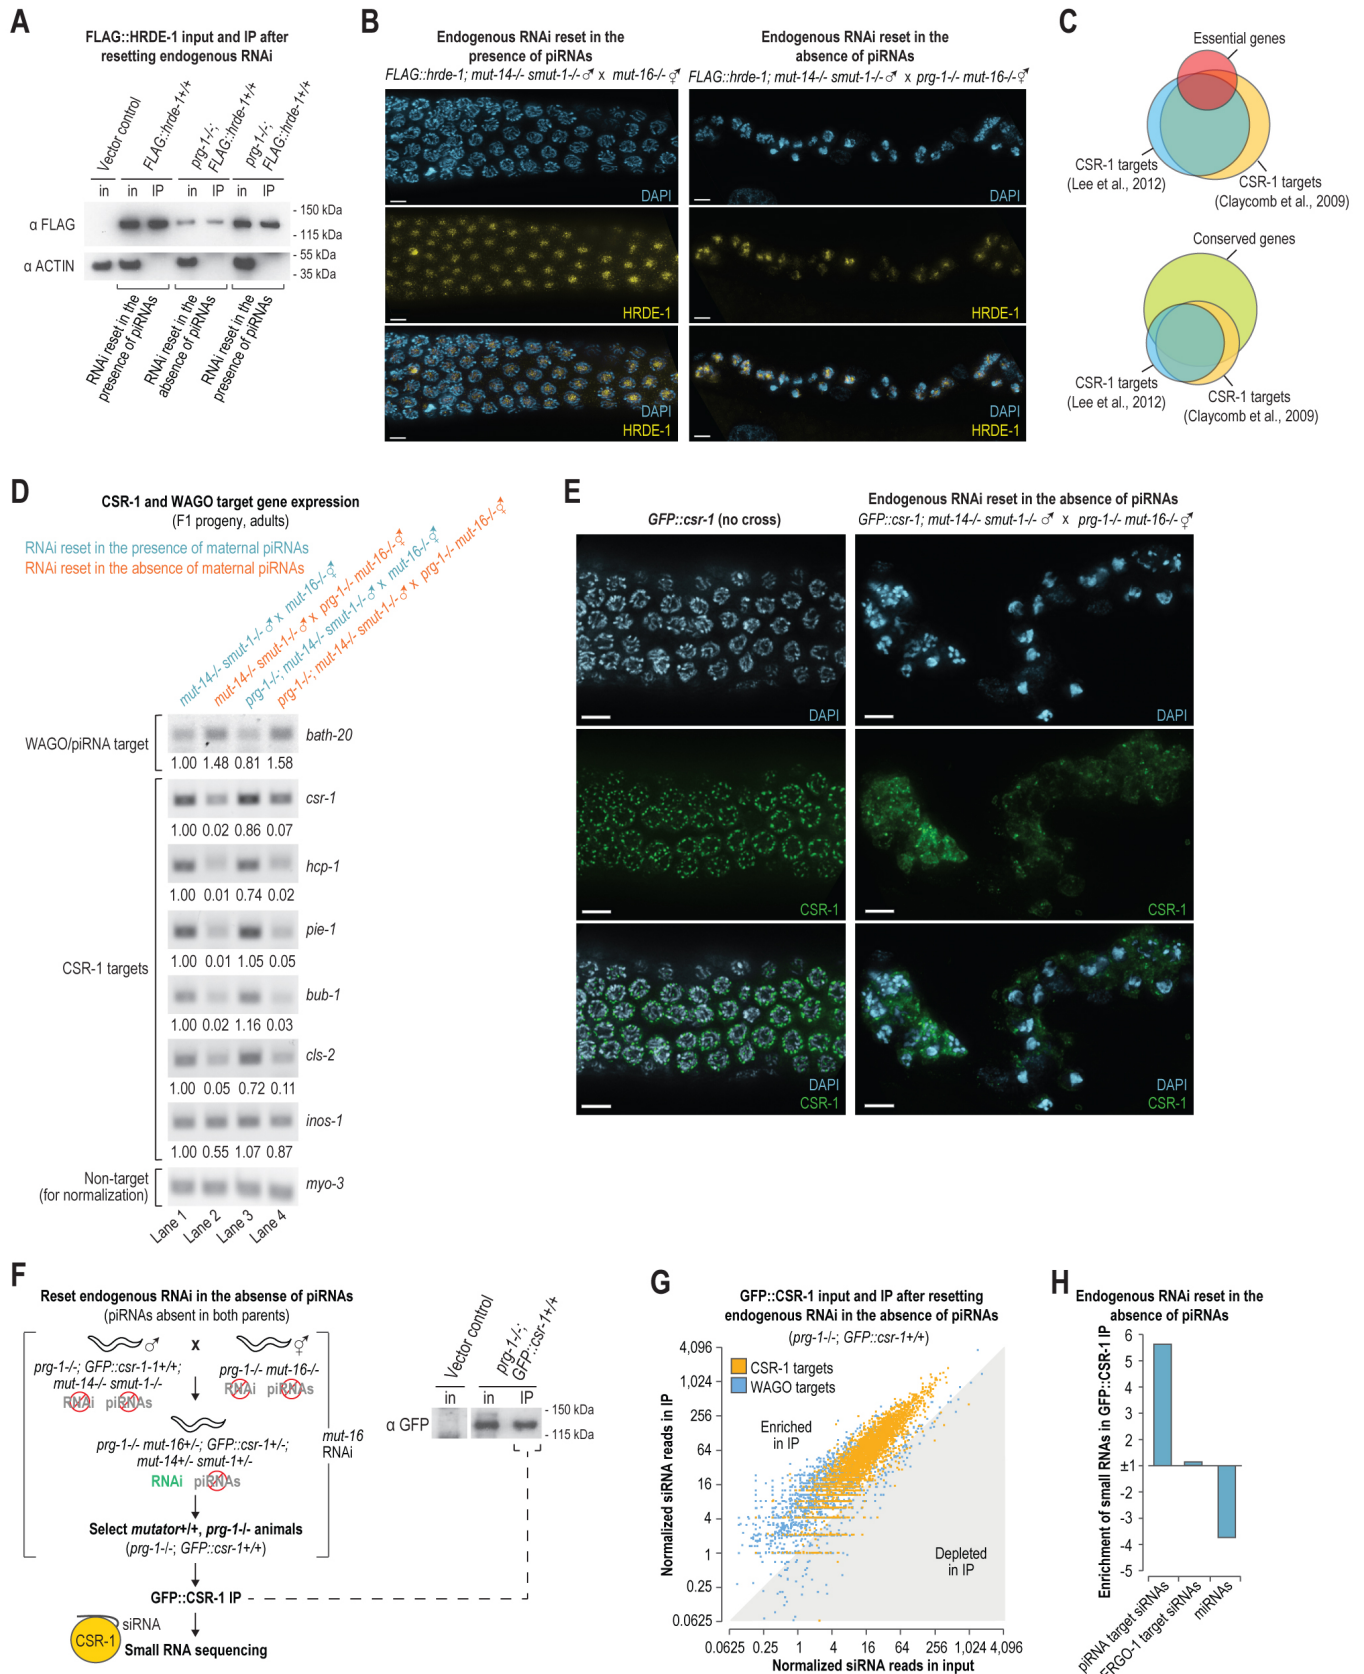 A
FLAG::HRDE-1 input and IP after
resetting endogenous RNAi
Vector control
FLAG::hrde-1+/+
prg-1-/-;
FLAG::hrde-1+/+
prg-1-/-;
FLAG::hrde-1+/+
in in IP in IP in IP
α FLAG
- 150 kDa
- 115 kDa
α ACTIN
- 55 kDa
- 35 kDa
RNAi reset in the
presence of piRNAs
RNAi reset in the
absence of piRNAs
RNAi reset in the
presence of piRNAs
B
Endogenous RNAi reset in the
presence of piRNAs
FLAG::hrde-1; mut-14-/- smut-1-/-♂ x mut-16-/-⚥
DAPI
HRDE-1
DAPI
HRDE-1
Endogenous RNAi reset in the
absence of piRNAs
FLAG::hrde-1; mut-14-/- smut-1-/-♂ x prg-1-/- mut-16-/-⚥
DAPI
HRDE-1
DAPI
HRDE-1
C
Essential genes
CSR-1 targets
(Lee et al., 2012)
CSR-1 targets
(Claycomb et al., 2009)
Conserved genes
CSR-1 targets
(Lee et al., 2012)
CSR-1 targets
(Claycomb et al., 2009)
D
CSR-1 and WAGO target gene expression
(F1 progeny, adults)
RNAi reset in the presence of maternal piRNAs
RNAi reset in the absence of maternal piRNAs
mut-14-/- smut-1-/-♂ x mut-16-/-⚥
mut-14-/- smut-1-/-♂ x prg-1-/- mut-16-/-⚥
prg-1-/-; mut-14-/- smut-1-/-♂ x mut-16-/-⚥
prg-1-/-; mut-14-/- smut-1-/-♂ x prg-1-/- mut-16-/-⚥
WAGO/piRNA target
bath-20
1.00 1.48 0.81 1.58
CSR-1 targets
csr-1
1.00 0.02 0.86 0.07
hcp-1
1.00 0.01 0.74 0.02
pie-1
1.00 0.01 1.05 0.05
bub-1
1.00 0.02 1.16 0.03
cls-2
1.00 0.05 0.72 0.11
inos-1
1.00 0.55 1.07 0.87
Non-target
(for normalization)
myo-3
Lane 1
Lane 2
Lane 3
Lane 4
E
GFP::csr-1 (no cross)
DAPI
CSR-1
DAPI
CSR-1
Endogenous RNAi reset in the absence of piRNAs
GFP::csr-1; mut-14-/- smut-1-/- ♂ x prg-1-/- mut-16-/-⚥
DAPI
CSR-1
DAPI
CSR-1
F
Reset endogenous RNAi in the absense of piRNAs
(piRNAs absent in both parents)
♂ x ⚥
prg-1-/-; GFP::csr-1-1+/+;
mut-14-/- smut-1-/-
RNAi piRNAs
prg-1-/- mut-16-/-
RNAi piRNAs
prg-1-/- mut-16+/-; GFP::csr-1+/-;
mut-14+/- smut-1+/-
RNAi piRNAs
mut-16
RNAi
Select mutator+/+, prg-1-/- animals
(prg-1-/-; GFP::csr-1+/+)
GFP::CSR-1 IP
siRNA
CSR-1
Small RNA sequencing
Vector control
prg-1-/-;
GFP::csr-1+/+
in in IP
α GFP
- 150 kDa
- 115 kDa
G
GFP::CSR-1 input and IP after resetting
endogenous RNAi in the absence of piRNAs
(prg-1-/-; GFP::csr-1+/+)
CSR-1 targets
WAGO targets
Enriched
in IP
Depleted
in IP
Normalized siRNA reads in IP
4,096
1,024
256
64
16
4
1
0.25
0.0625
0.0625 0.25 1 4 16 64 256 1,024 4,096
Normalized siRNA reads in input
H
Endogenous RNAi reset in the
absence of piRNAs
Enrichment of small RNAs in GFP::CSR-1 IP
6
5
4
3
2
±1
-2
-3
-4
-5
piRNA target siRNAs
ERGO-1 target siRNAs
miRNAs